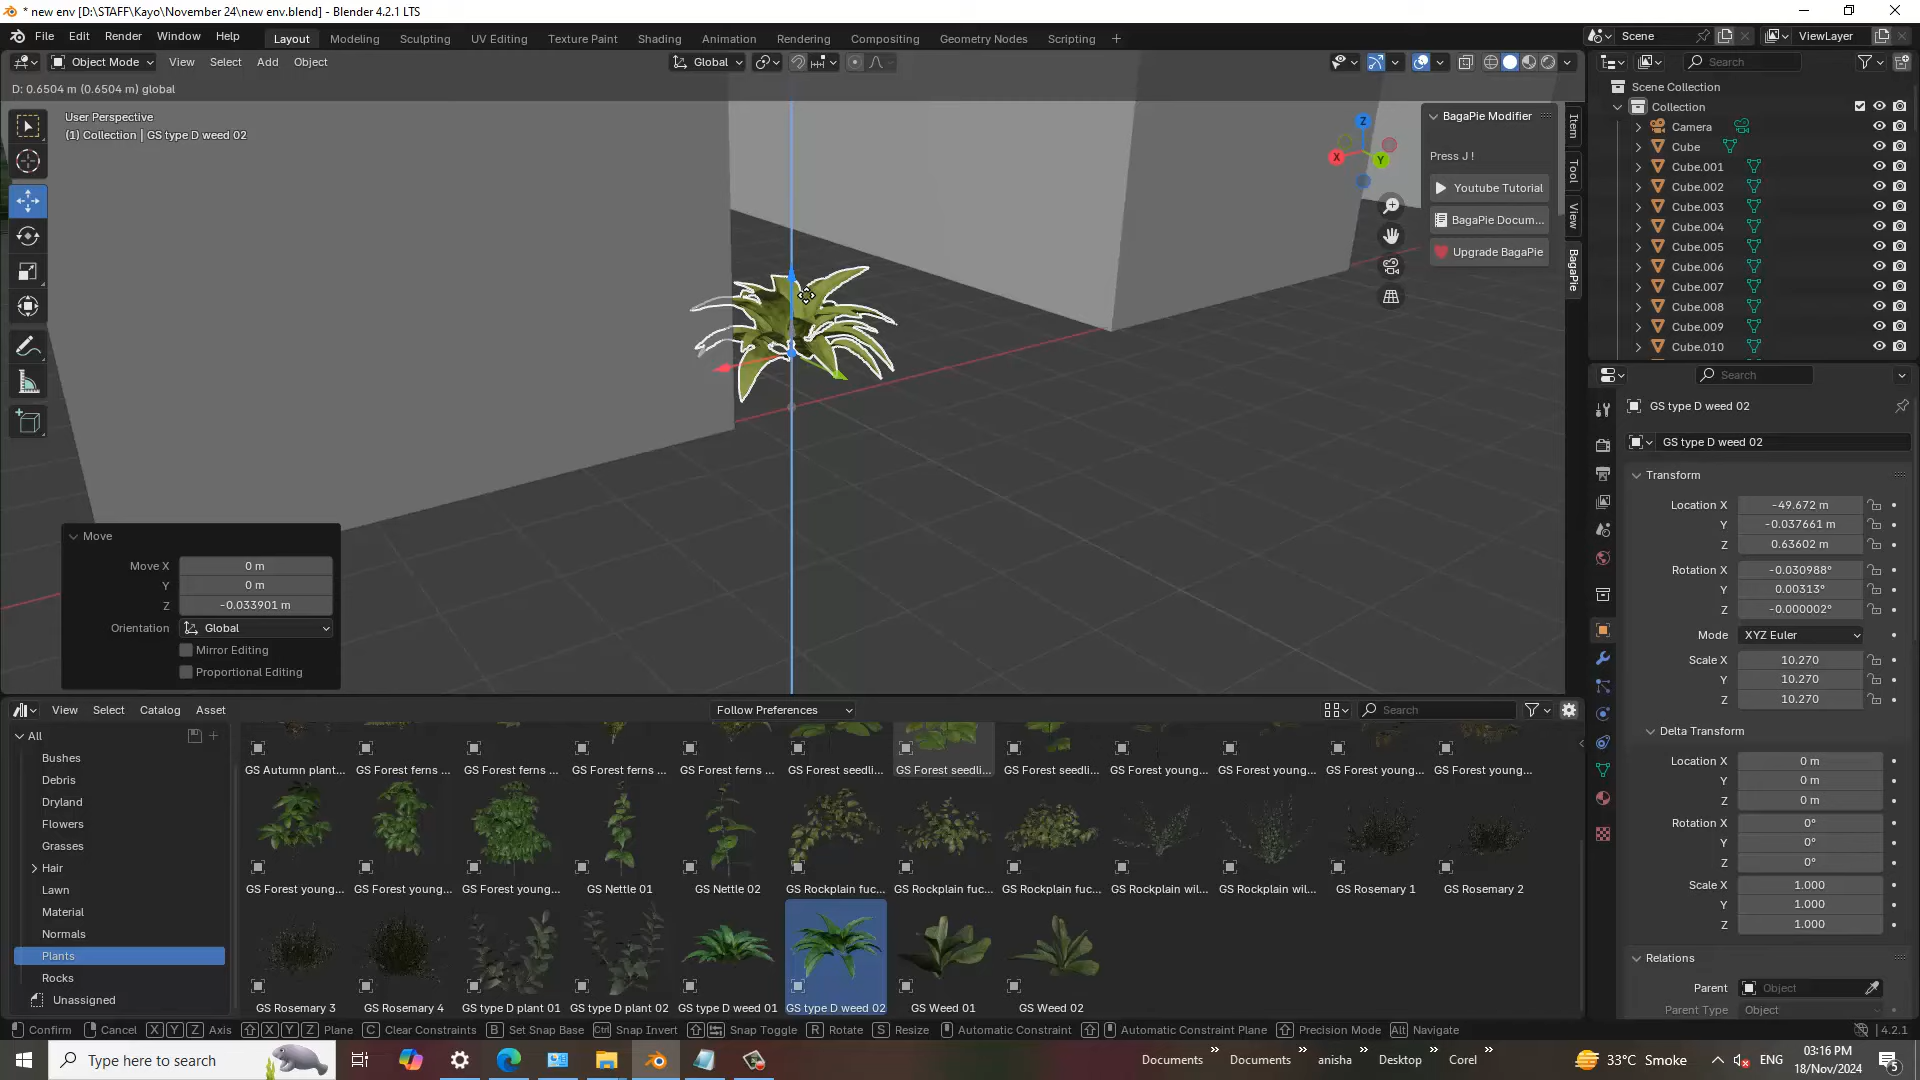 * new env [D:\STAFF\Kayo\November 24\new env.blend] - Blender 4.2.1 LTS
File Edit Render Window Help Layout Modeling Sculpting UV Editing Texture Paint Shading Animation Rendering Compositing Geometry Nodes Scripting + Scene ViewLayer
Object Mode View Select Add Object Global Search
D: 0.6504 m (0.6504 m) global
User Perspective
(1) Collection | GS type D weed 02
BagaPie Modifier
Press J !
Youtube Tutorial
BagaPie Docum...
Upgrade BagaPie
Item
Tool
View
BagaPie
Z
X
Y
Scene Collection
Collection
Camera
Cube
Cube.001
Cube.002
Cube.003
Cube.004
Cube.005
Cube.006
Cube.007
Cube.008
Cube.009
Cube.010
Search
GS type D weed 02
GS type D weed 02
Transform
Location X -49.672 m
Y -0.037661 m
Z 0.63602 m
Rotation X -0.030988°
Y 0.00313°
Z -0.000002°
Mode XYZ Euler
Scale X 10.270
Y 10.270
Z 10.270
Delta Transform
Location X 0 m
Y 0 m
Z 0 m
Rotation X 0°
Y 0°
Z 0°
Scale X 1.000
Y 1.000
Z 1.000
Relations
Parent Object
Parent Type Object
Move
Move X 0 m
Y 0 m
Z -0.033901 m
Orientation Global
Mirror Editing
Proportional Editing
View Select Catalog Asset Follow Preferences Search
All
Bushes
Debris
Dryland
Flowers
Grasses
Hair
Lawn
Material
Normals
Plants
Rocks
Unassigned
GS Autumn plant... GS Forest ferns ... GS Forest ferns ... GS Forest ferns ... GS Forest ferns ... GS Forest seedli... GS Forest seedli... GS Forest seedli... GS Forest young... GS Forest young... GS Forest young... GS Forest young...
GS Forest young... GS Forest young... GS Forest young... GS Nettle 01 GS Nettle 02 GS Rockplain fuc... GS Rockplain fuc... GS Rockplain fuc... GS Rockplain wil... GS Rockplain wil... GS Rosemary 1 GS Rosemary 2
GS Rosemary 3 GS Rosemary 4 GS type D plant 01 GS type D plant 02 GS type D weed 01 GS type D weed 02 GS Weed 01 GS Weed 02
Confirm Cancel X Y Z Axis X Y Z Plane C Clear Constraints B Set Snap Base Ctrl Snap Invert Snap Toggle R Rotate S Resize Automatic Constraint Automatic Constraint Plane Precision Mode Alt Navigate 4.2.1
Type here to search Documents » Documents » anisha » Desktop » Corel » 33°C Smoke ENG 03:16 PM
18/Nov/2024 5